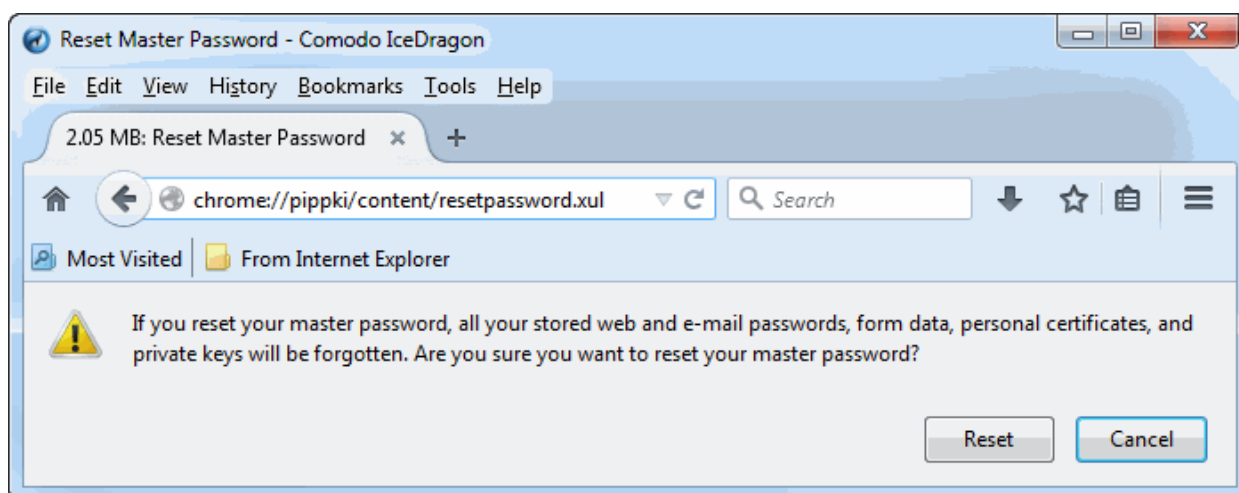 Reset Master Password - Comodo IceDragon
File Edit View History Bookmarks Tools Help
2.05 MB: Reset Master Password
chrome://pippki/content/resetpassword.xul Search
Most Visited From Internet Explorer
If you reset your master password, all your stored web and e-mail passwords, form data, personal certificates, and
private keys will be forgotten. Are you sure you want to reset your master password?
Reset Cancel